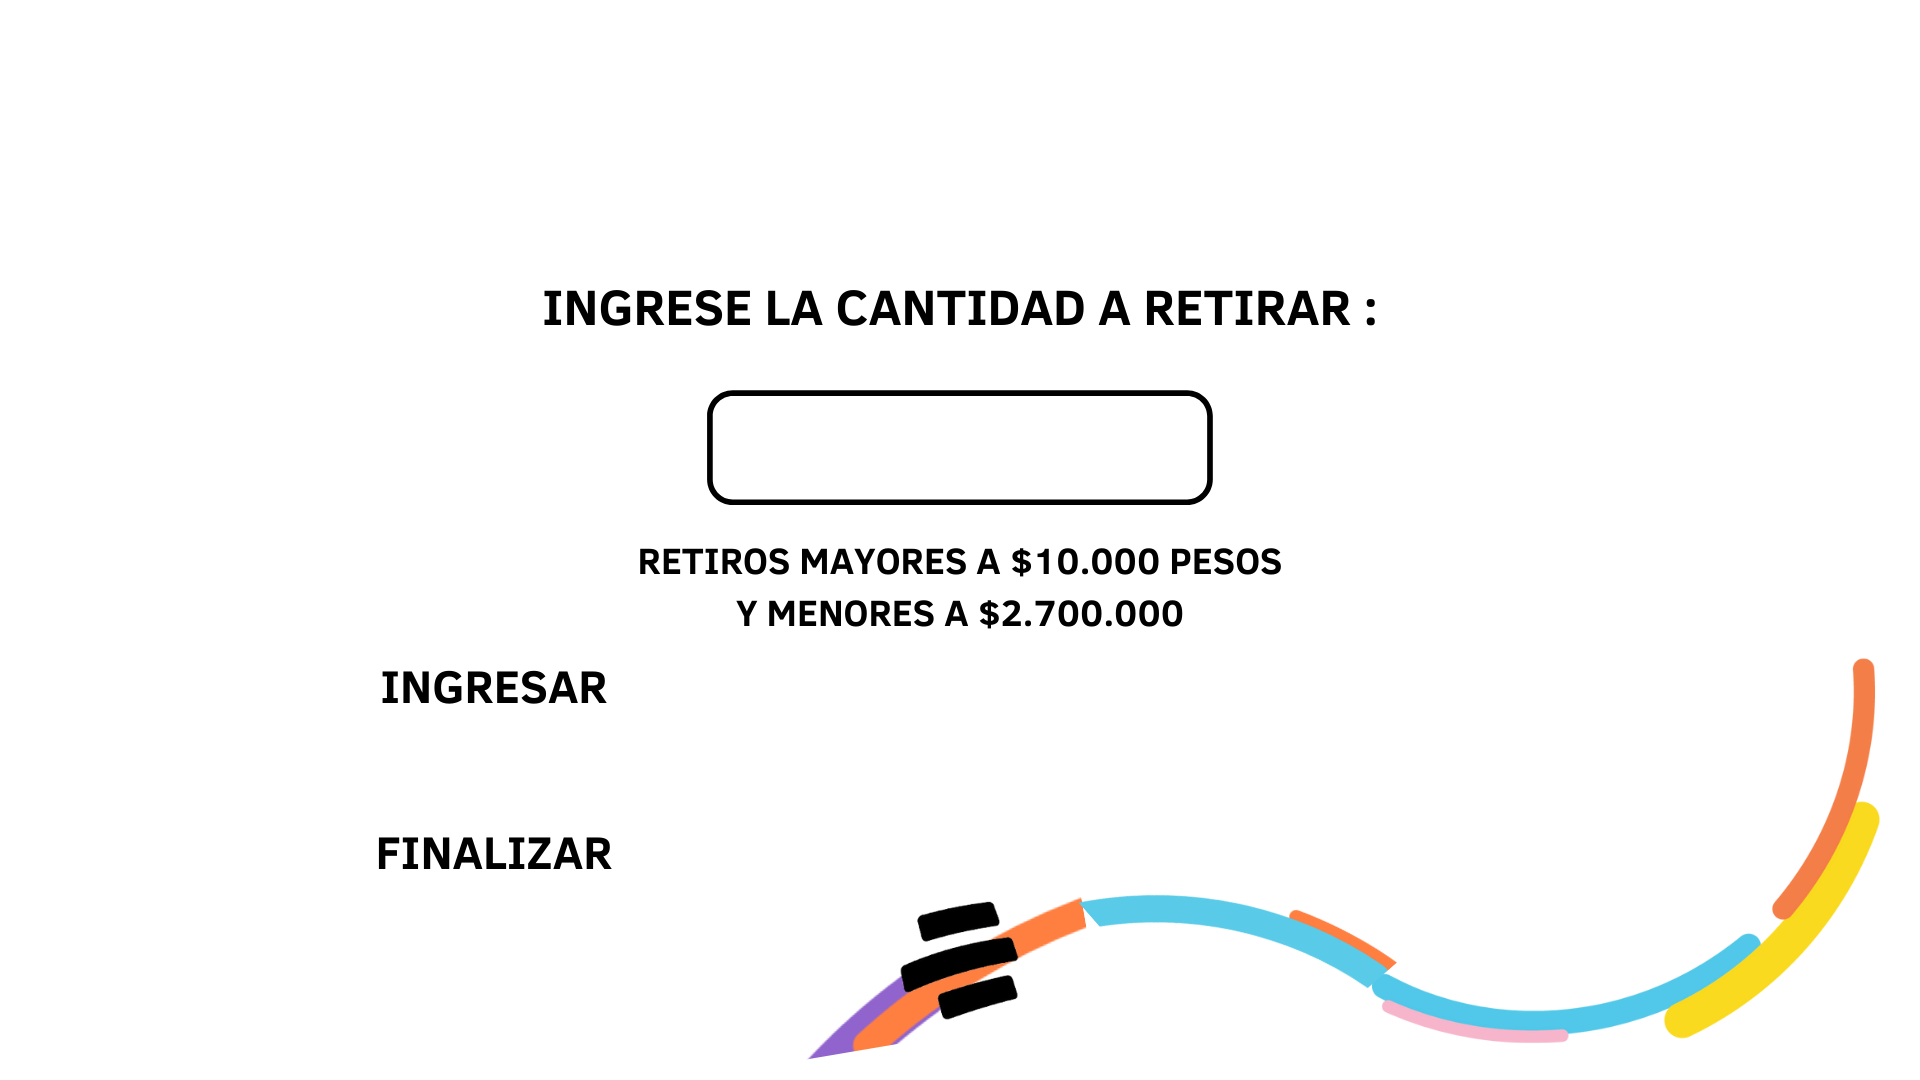 INGRESE LA CANTIDAD A RETIRAR :
RETIROS MAYORES A $10.000 PESOS
Y MENORES A $2.700.000
INGRESAR
FINALIZAR